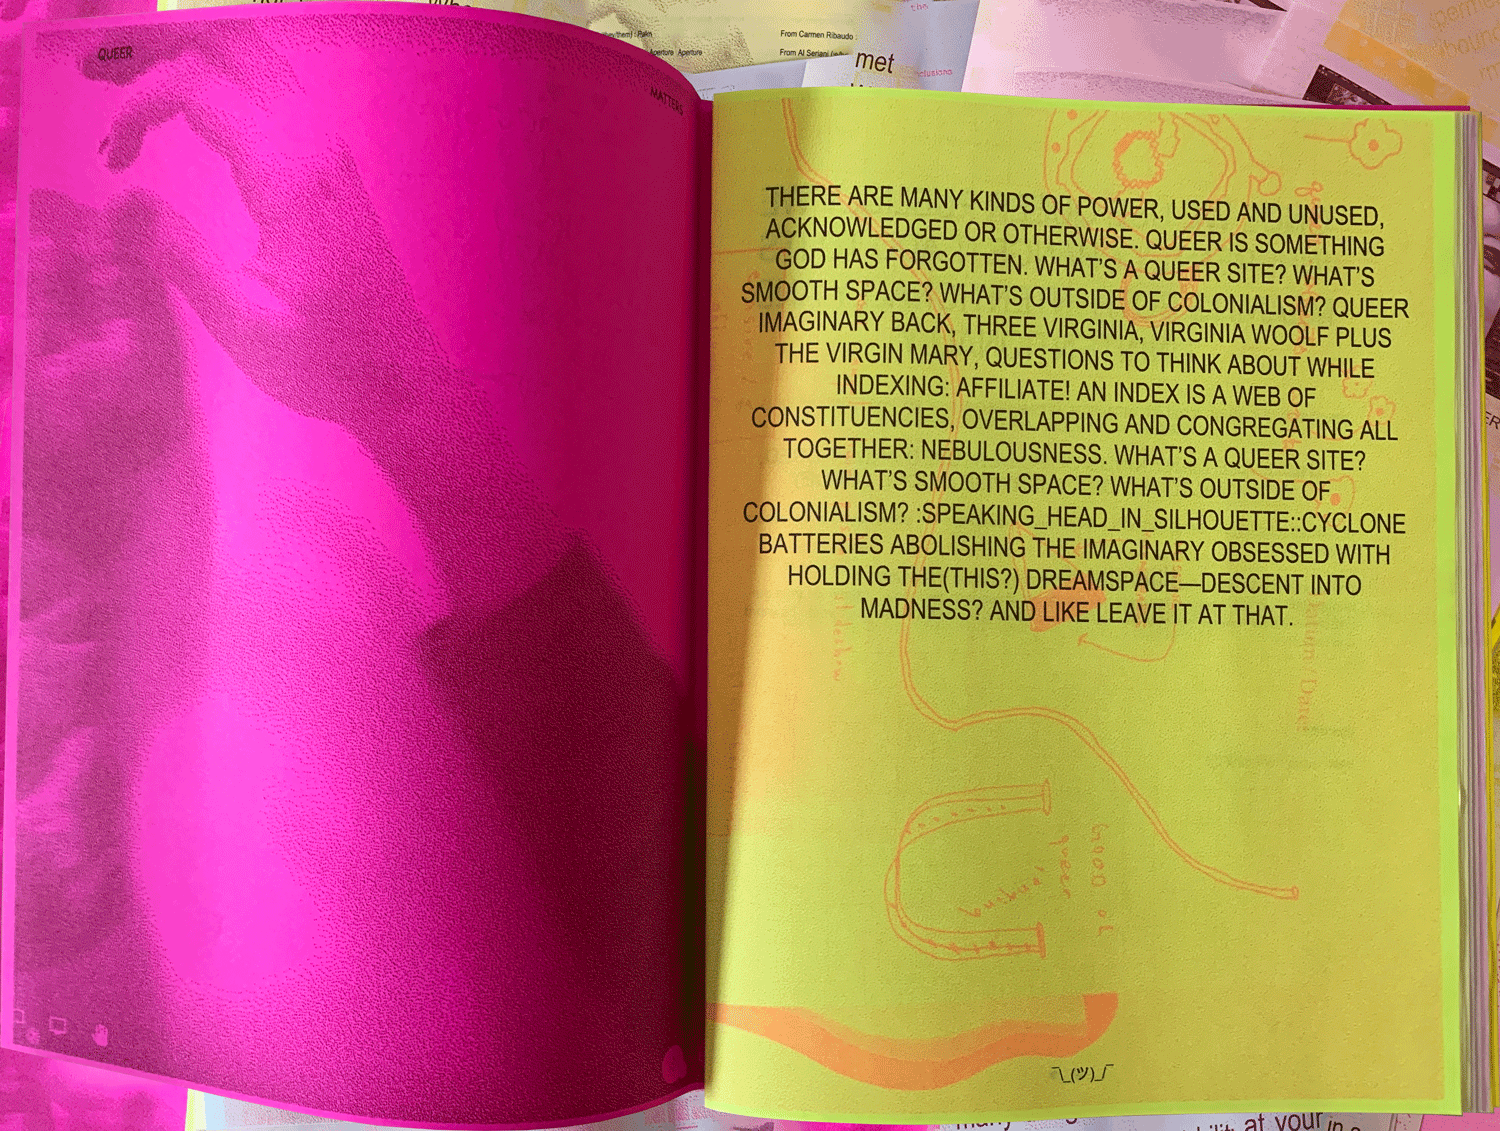 QUEER
MATTERS
From Carmen Ribaudo
Aperture Aperture
met
THERE ARE MANY KINDS OF POWER, USED AND UNUSED,
ACKNOWLEDGED OR OTHERWISE. QUEER IS SOMETHING
GOD HAS FORGOTTEN. WHAT'S A QUEER SITE? WHAT'S
SMOOTH SPACE? WHAT'S OUTSIDE OF COLONIALISM? QUEER
IMAGINARY BACK, THREE VIRGINIA, VIRGINIA WOOLF PLUS
THE VIRGIN MARY, QUESTIONS TO THINK ABOUT WHILE
INDEXING: AFFILIATE! AN INDEX IS A WEB OF
CONSTITUENCIES, OVERLAPPING AND CONGREGATING ALL
TOGETHER: NEBULOUSNESS. WHAT'S A QUEER SITE?
WHAT'S SMOOTH SPACE? WHAT'S OUTSIDE OF
COLONIALISM? :SPEAKING_HEAD_IN_SILHOUETTE::CYCLONE
BATTERIES ABOLISHING THE IMAGINARY OBSESSED WITH
HOLDING THE(THIS?) DREAMSPACE—DESCENT INTO
MADNESS? AND LIKE LEAVE IT AT THAT.
queer
¯\_(ツ)_/¯
at your